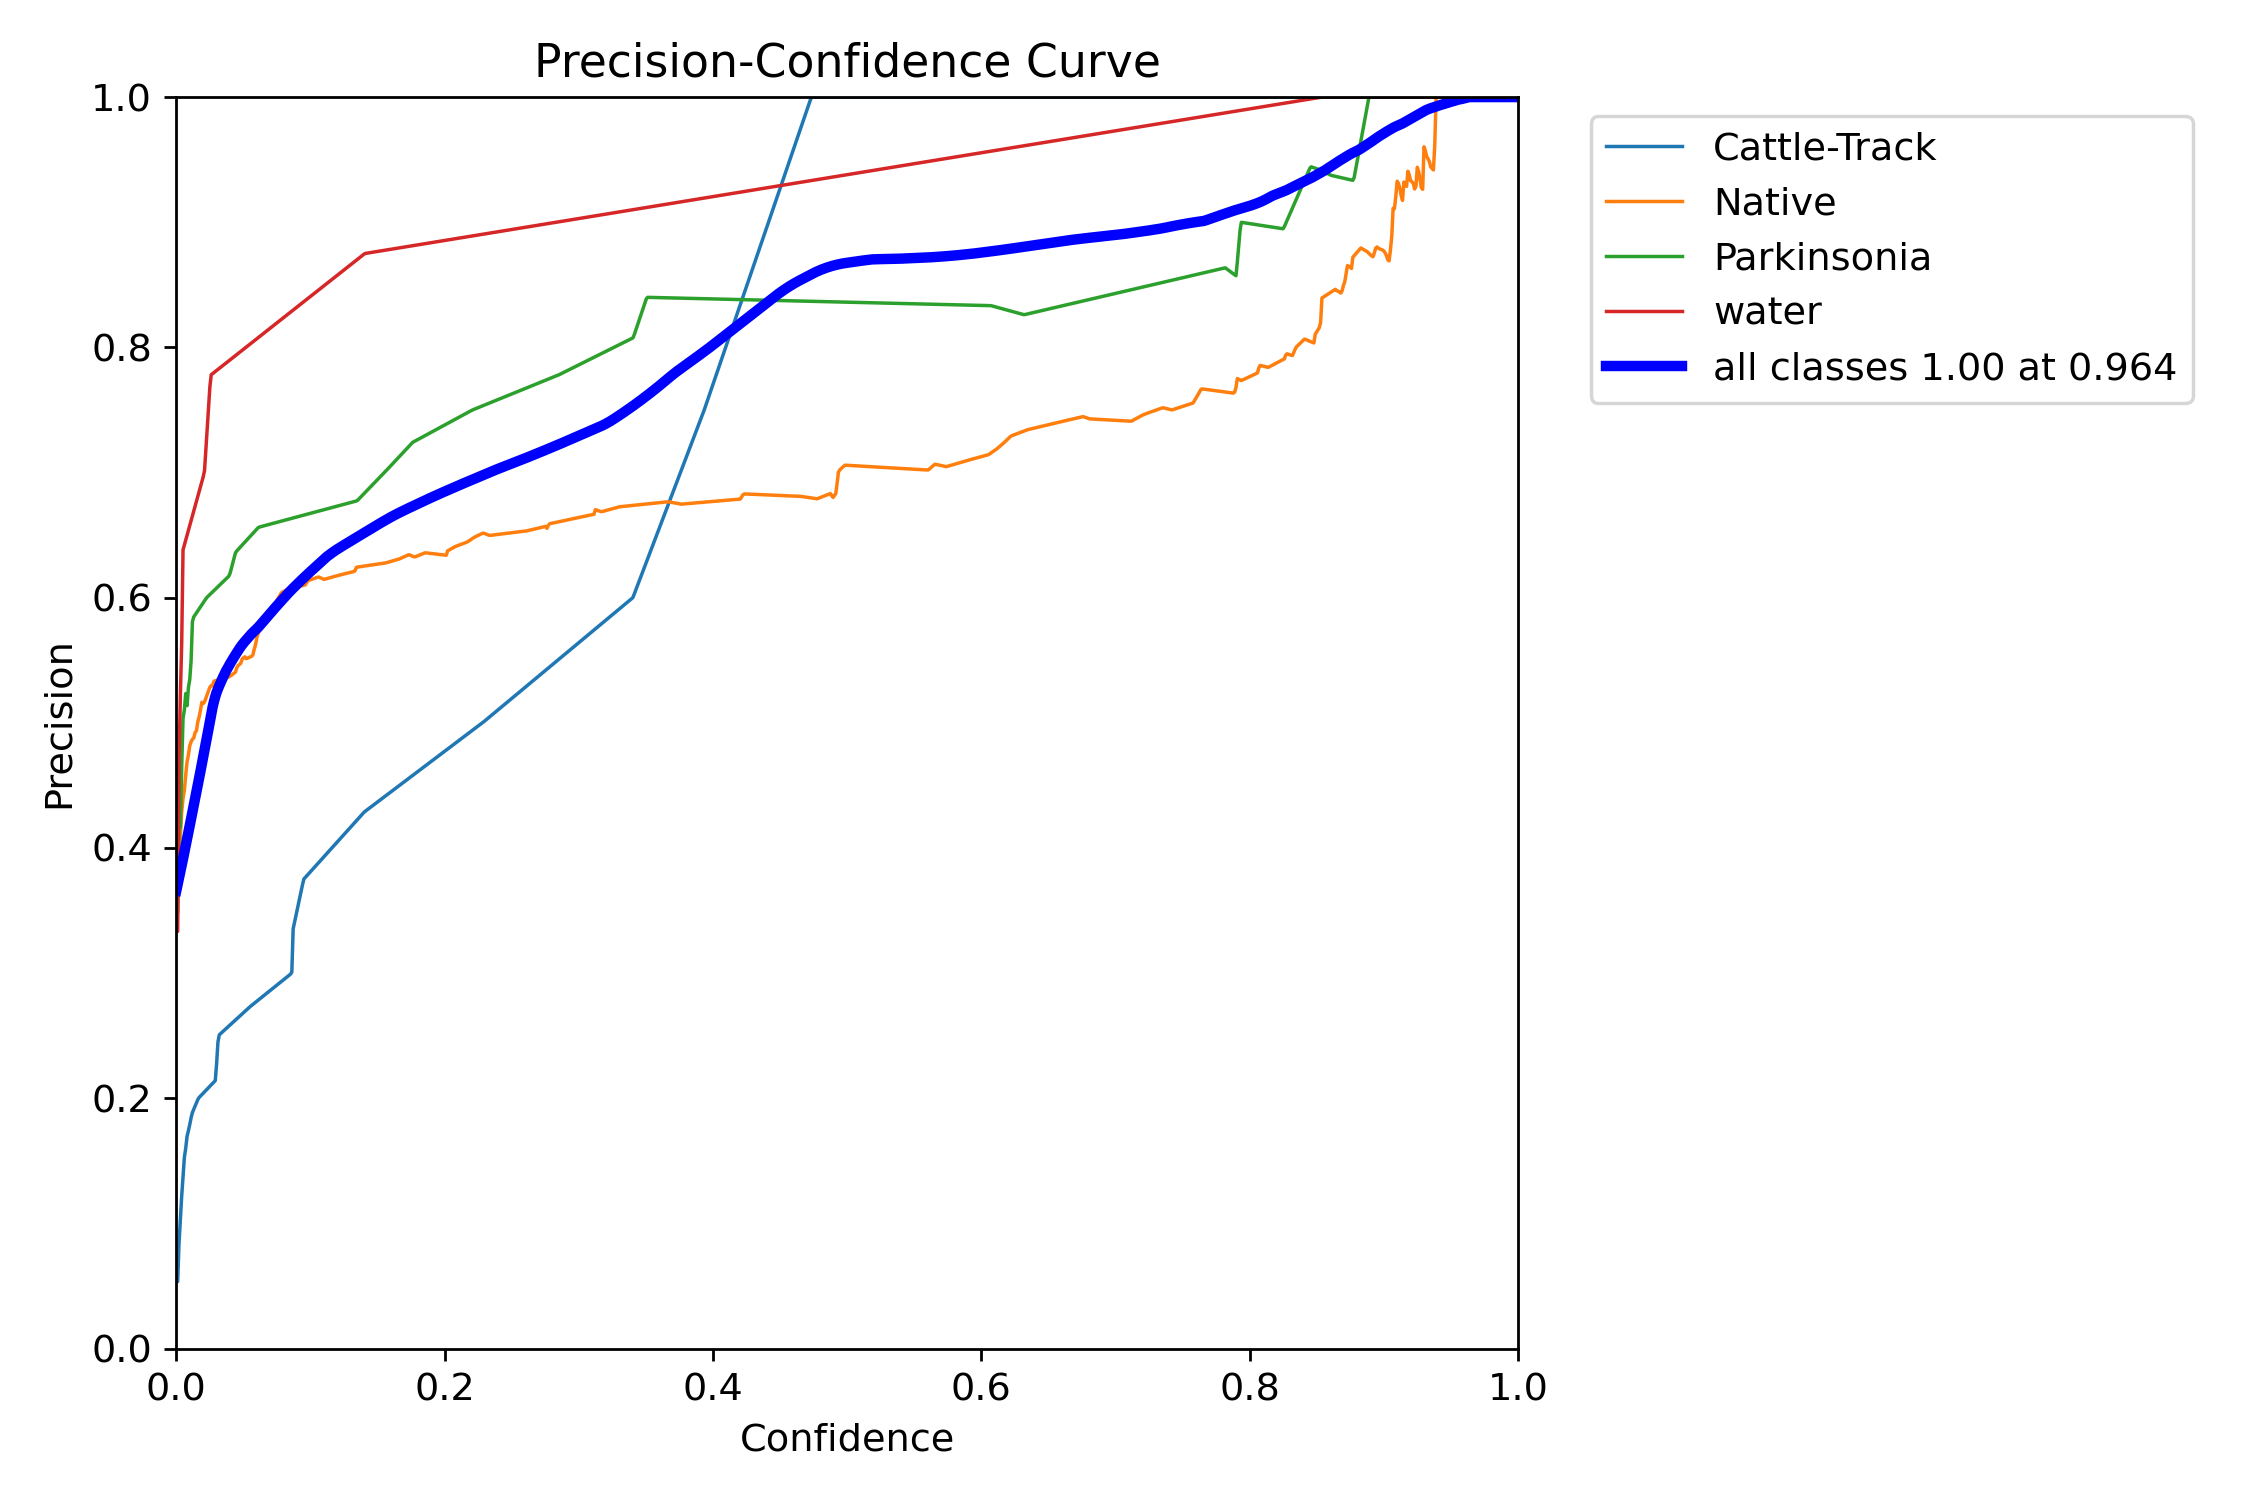 Precision-Confidence Curve
1.0
0.8
0.6
0.4
0.2
0.0
Precision
0.0 0.2 0.4 0.6 0.8 1.0
Confidence
Cattle-Track
Native
Parkinsonia
water
all classes 1.00 at 0.964